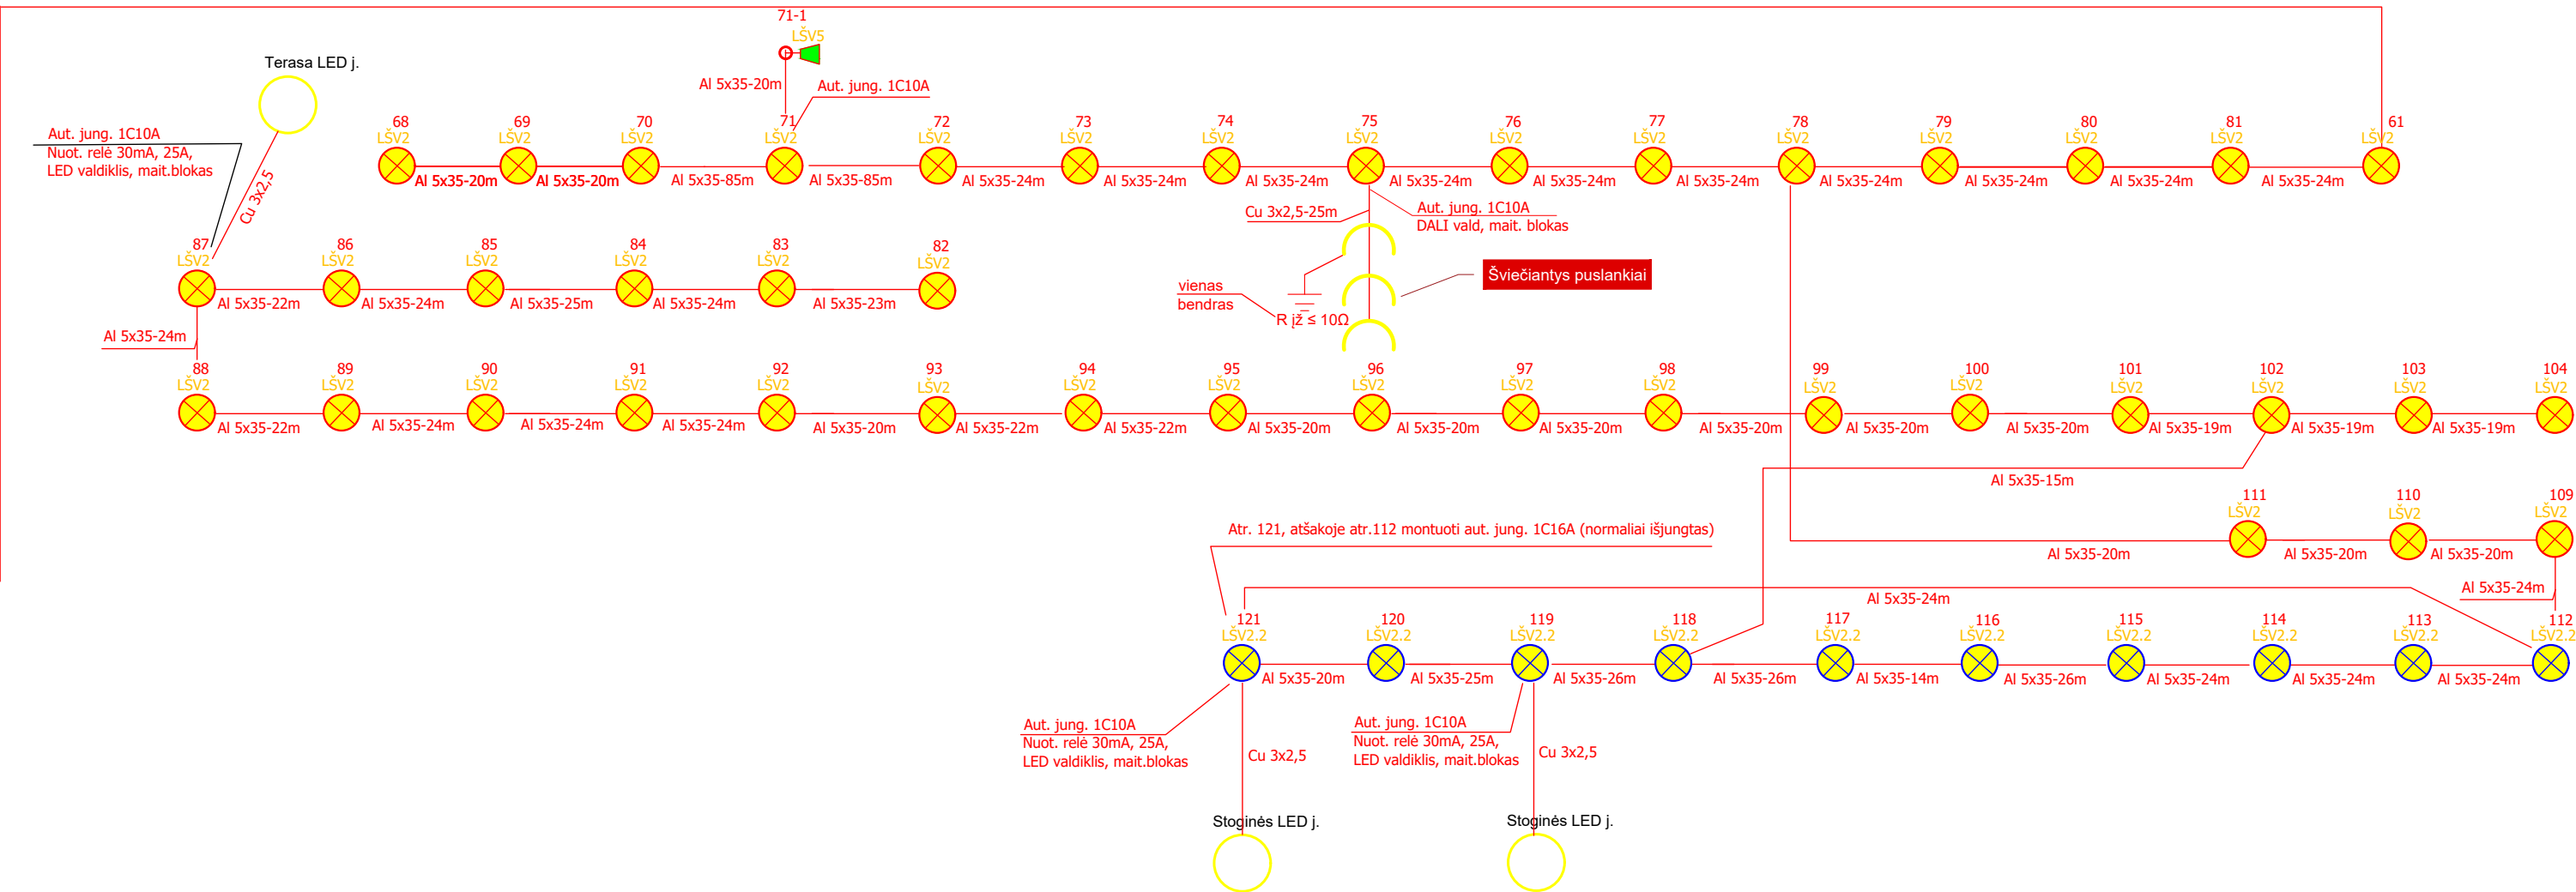 71-1
LŠV5
Al 5x35-20m
Aut. jung. 1C10A
Terasa LED j.
Aut. jung. 1C10A
Nuot. relė 30mA, 25A,
LED valdiklis, mait.blokas
Cu 3x2,5
68 69 70 71 72 73 74 75 76 77 78 79 80 81 61
LŠV2 LŠV2 LŠV2 LŠV2 LŠV2 LŠV2 LŠV2 LŠV2 LŠV2 LŠV2 LŠV2 LŠV2 LŠV2 LŠV2 LŠV2
Al 5x35-20m Al 5x35-20m Al 5x35-85m Al 5x35-85m Al 5x35-24m Al 5x35-24m Al 5x35-24m Al 5x35-24m Al 5x35-24m Al 5x35-24m Al 5x35-24m Al 5x35-24m Al 5x35-24m Al 5x35-24m
Cu 3x2,5-25m
Aut. jung. 1C10A
DALI vald, mait. blokas
Šviečiantys puslankiai
vienas
bendras
R įž ≤ 10Ω
87 86 85 84 83 82
LŠV2 LŠV2 LŠV2 LŠV2 LŠV2 LŠV2
Al 5x35-22m Al 5x35-24m Al 5x35-25m Al 5x35-24m Al 5x35-23m
Al 5x35-24m
88 89 90 91 92 93 94 95 96 97 98 99 100 101 102 103 104
LŠV2 LŠV2 LŠV2 LŠV2 LŠV2 LŠV2 LŠV2 LŠV2 LŠV2 LŠV2 LŠV2 LŠV2 LŠV2 LŠV2 LŠV2 LŠV2 LŠV2
Al 5x35-22m Al 5x35-24m Al 5x35-24m Al 5x35-24m Al 5x35-20m Al 5x35-22m Al 5x35-22m Al 5x35-20m Al 5x35-20m Al 5x35-20m Al 5x35-20m Al 5x35-20m Al 5x35-20m Al 5x35-19m Al 5x35-19m Al 5x35-19m
Al 5x35-15m
111 110 109
LŠV2 LŠV2 LŠV2
Al 5x35-20m Al 5x35-20m Al 5x35-20m
Atr. 121, atšakoje atr.112 montuoti aut. jung. 1C16A (normaliai išjungtas)
Al 5x35-24m
Al 5x35-24m
121 120 119 118 117 116 115 114 113 112
LŠV2.2 LŠV2.2 LŠV2.2 LŠV2.2 LŠV2.2 LŠV2.2 LŠV2.2 LŠV2.2 LŠV2.2 LŠV2.2
Al 5x35-20m Al 5x35-25m Al 5x35-26m Al 5x35-26m Al 5x35-14m Al 5x35-26m Al 5x35-24m Al 5x35-24m Al 5x35-24m
Aut. jung. 1C10A
Nuot. relė 30mA, 25A,
LED valdiklis, mait.blokas
Cu 3x2,5
Aut. jung. 1C10A
Nuot. relė 30mA, 25A,
LED valdiklis, mait.blokas
Cu 3x2,5
Stoginės LED j.
Stoginės LED j.